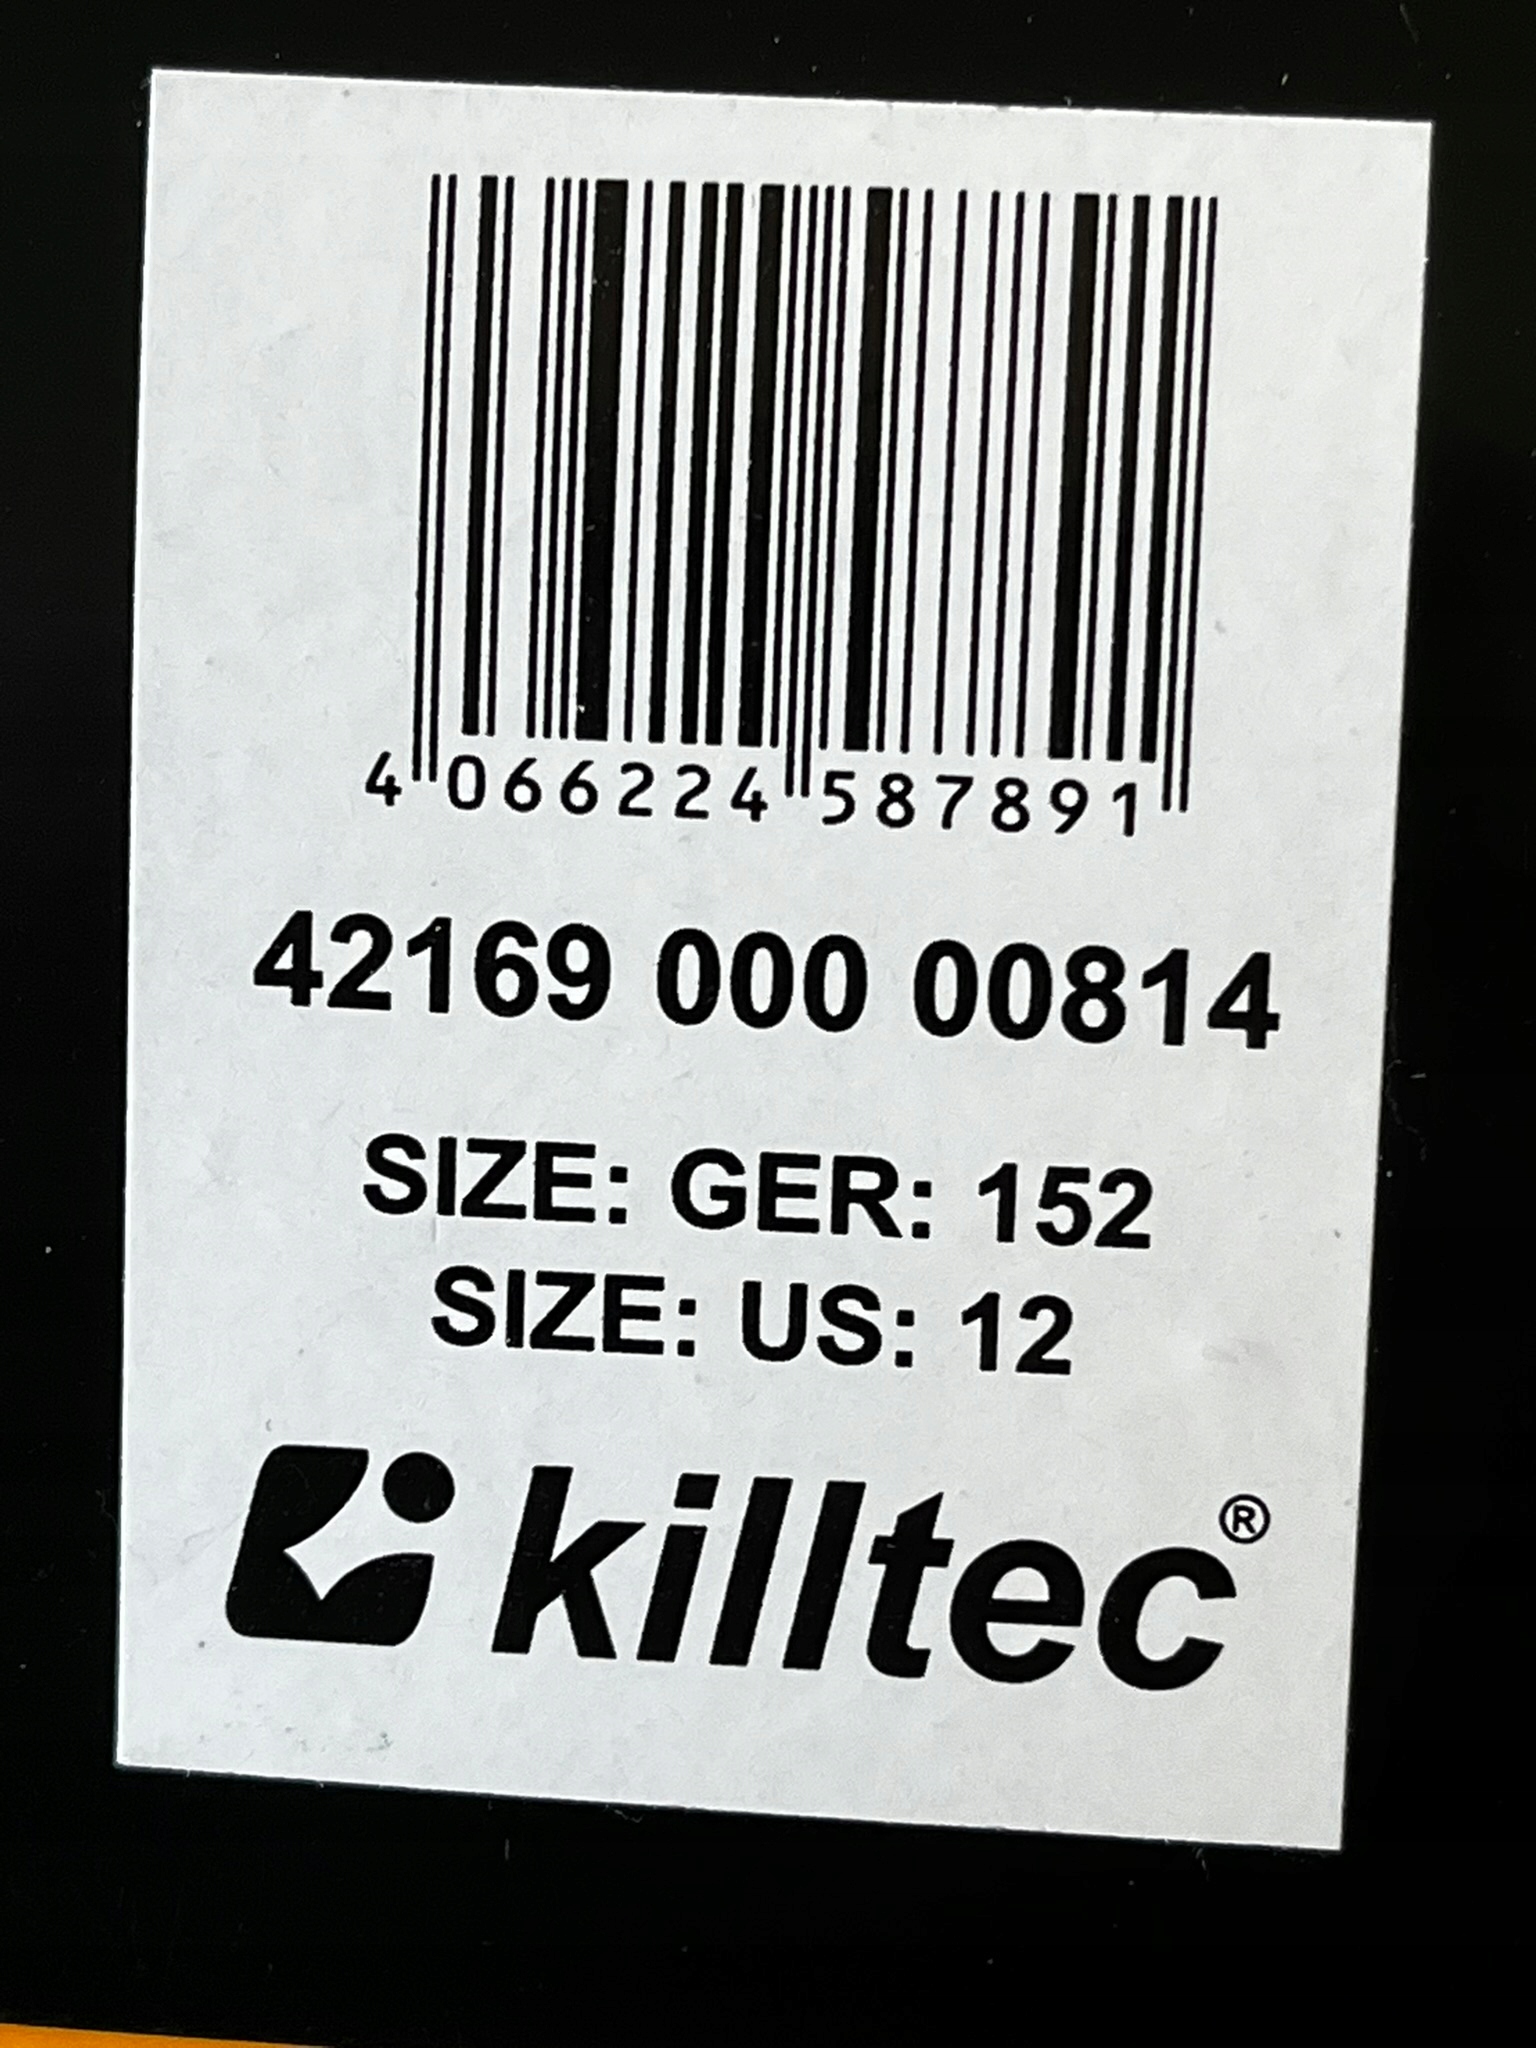 4 066224 587891
42169 000 00814
SIZE: GER: 152
SIZE: US: 12
killtec®